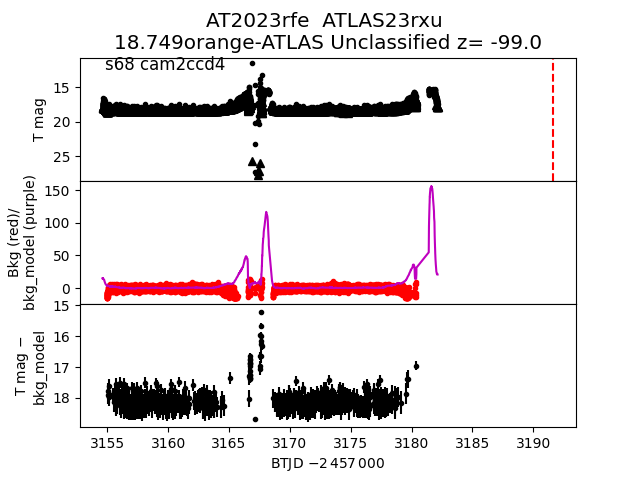 AT2023rfe  ATLAS23rxu
18.749orange-ATLAS Unclassified z= -99.0
s68 cam2ccd4
T mag
15
20
25
Bkg (red)/
bkg_model (purple)
150
100
50
0
T mag −
bkg_model
15
16
17
18
3155
3160
3165
3170
3175
3180
3185
3190
BTJD −2 457 000